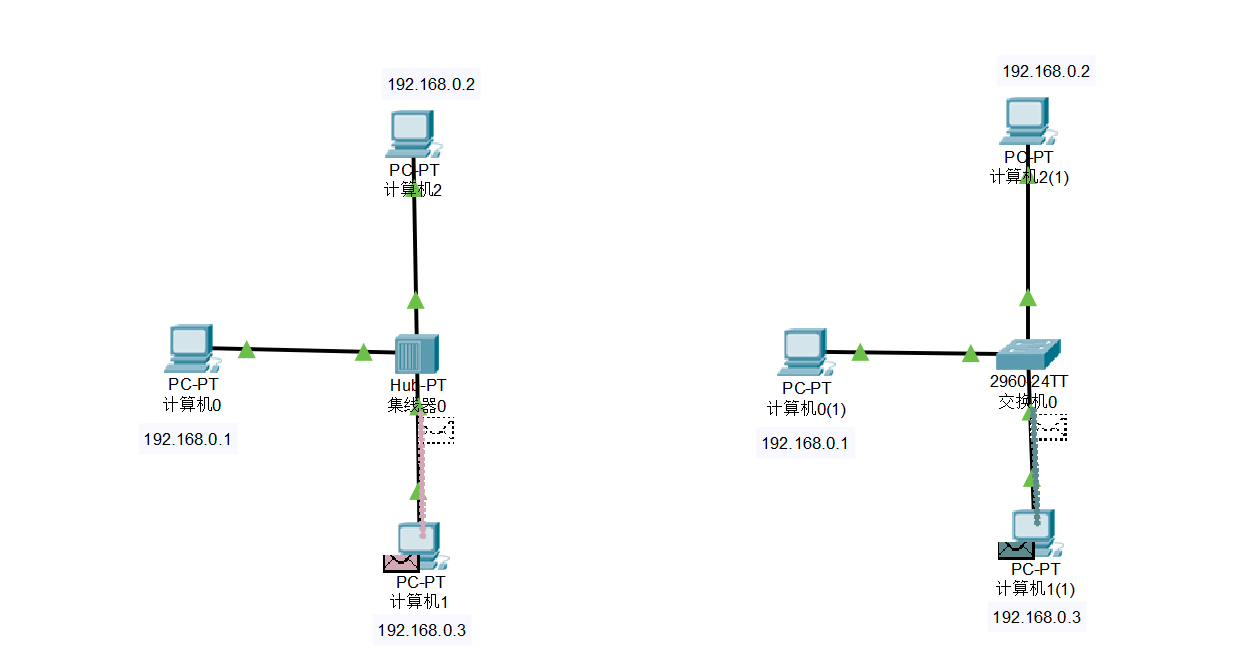 192.168.0.2
PC-PT
计算机2
PC-PT
计算机0
192.168.0.1
Hub-PT
集线器0
PC-PT
计算机1
192.168.0.3
192.168.0.2
PC-PT
计算机2(1)
PC-PT
计算机0(1)
192.168.0.1
2960-24TT
交换机0
PC-PT
计算机1(1)
192.168.0.3